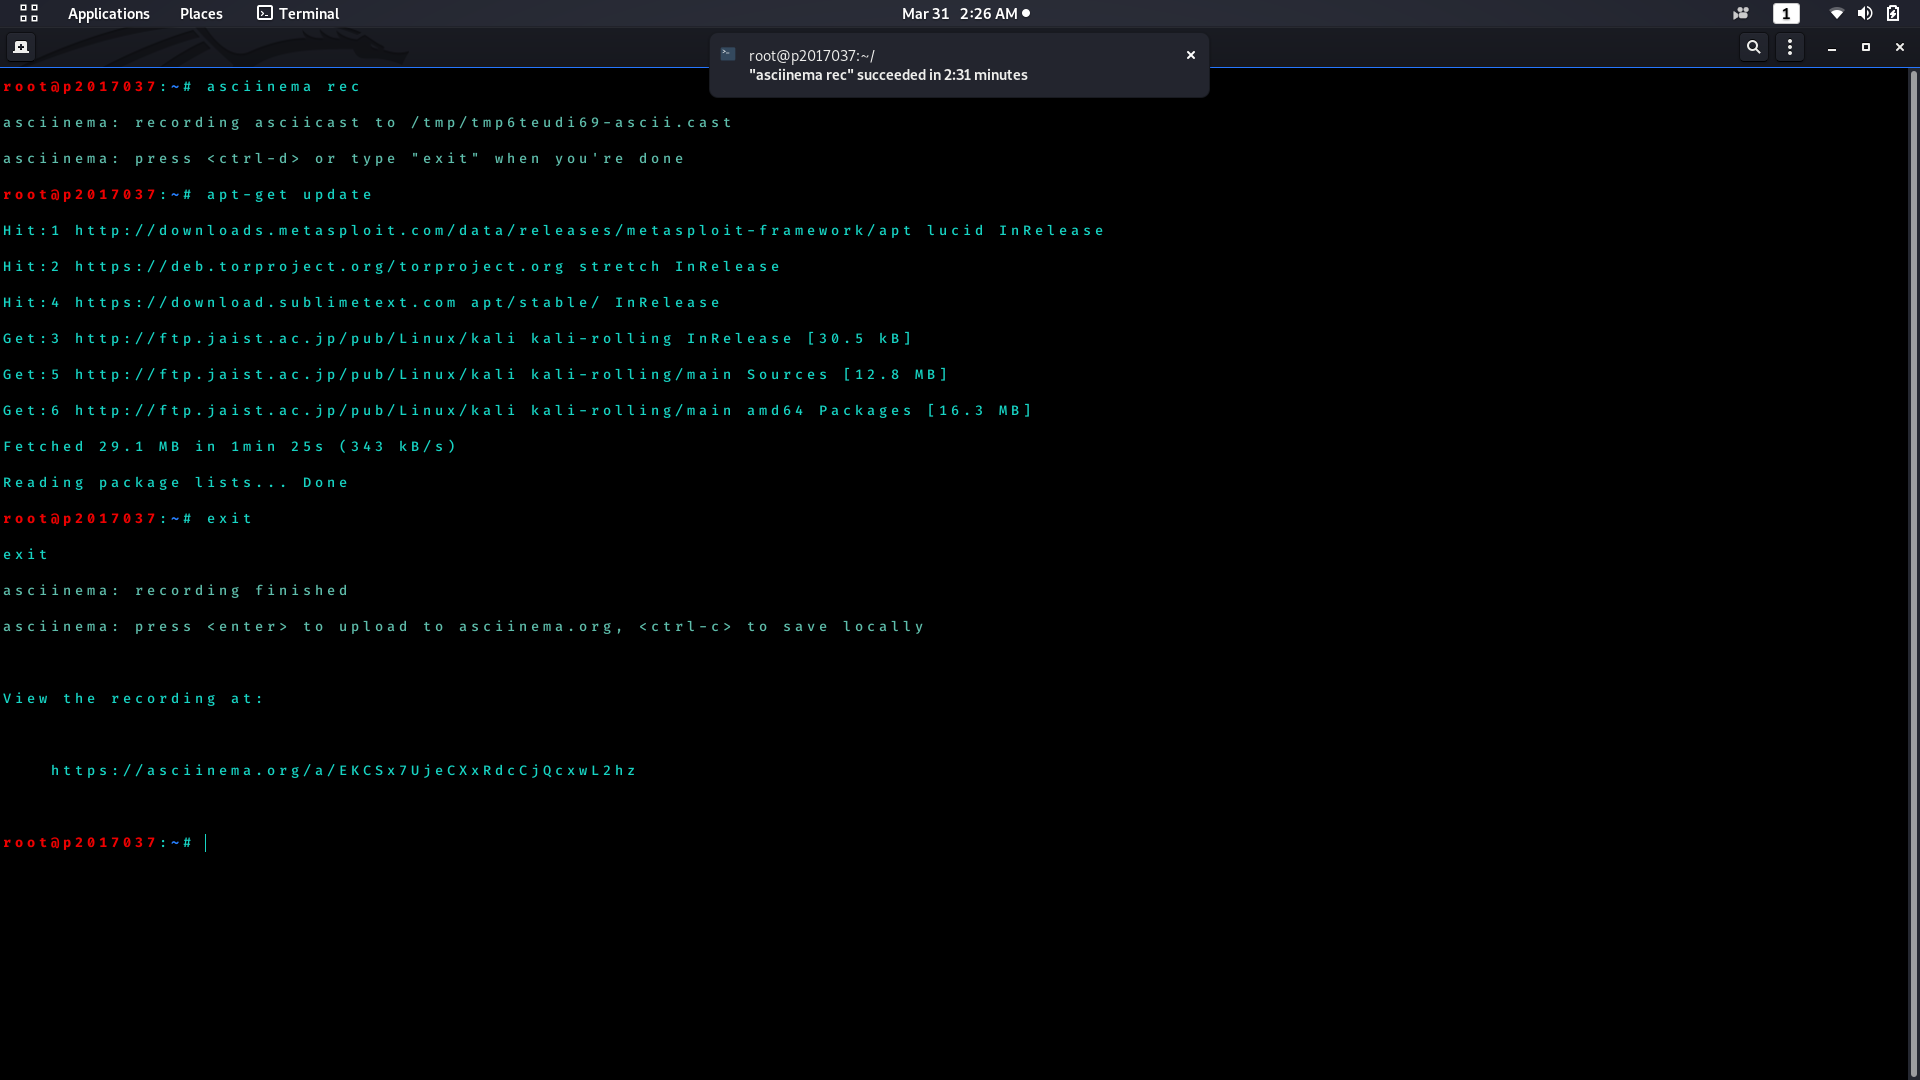 Applications Places Terminal Mar 31 2:26 AM 1
root@p2017037:~/
"asciinema rec" succeeded in 2:31 minutes
root@p2017037:~# asciinema rec
asciinema: recording asciicast to /tmp/tmp6teudi69-ascii.cast
asciinema: press <ctrl-d> or type "exit" when you're done
root@p2017037:~# apt-get update
Hit:1 http://downloads.metasploit.com/data/releases/metasploit-framework/apt lucid InRelease
Hit:2 https://deb.torproject.org/torproject.org stretch InRelease
Hit:4 https://download.sublimetext.com apt/stable/ InRelease
Get:3 http://ftp.jaist.ac.jp/pub/Linux/kali kali-rolling InRelease [30.5 kB]
Get:5 http://ftp.jaist.ac.jp/pub/Linux/kali kali-rolling/main Sources [12.8 MB]
Get:6 http://ftp.jaist.ac.jp/pub/Linux/kali kali-rolling/main amd64 Packages [16.3 MB]
Fetched 29.1 MB in 1min 25s (343 kB/s)
Reading package lists... Done
root@p2017037:~# exit
exit
asciinema: recording finished
asciinema: press <enter> to upload to asciinema.org, <ctrl-c> to save locally
View the recording at:
https://asciinema.org/a/EKCSx7UjeCXxRdcCjQcxwL2hz
root@p2017037:~#